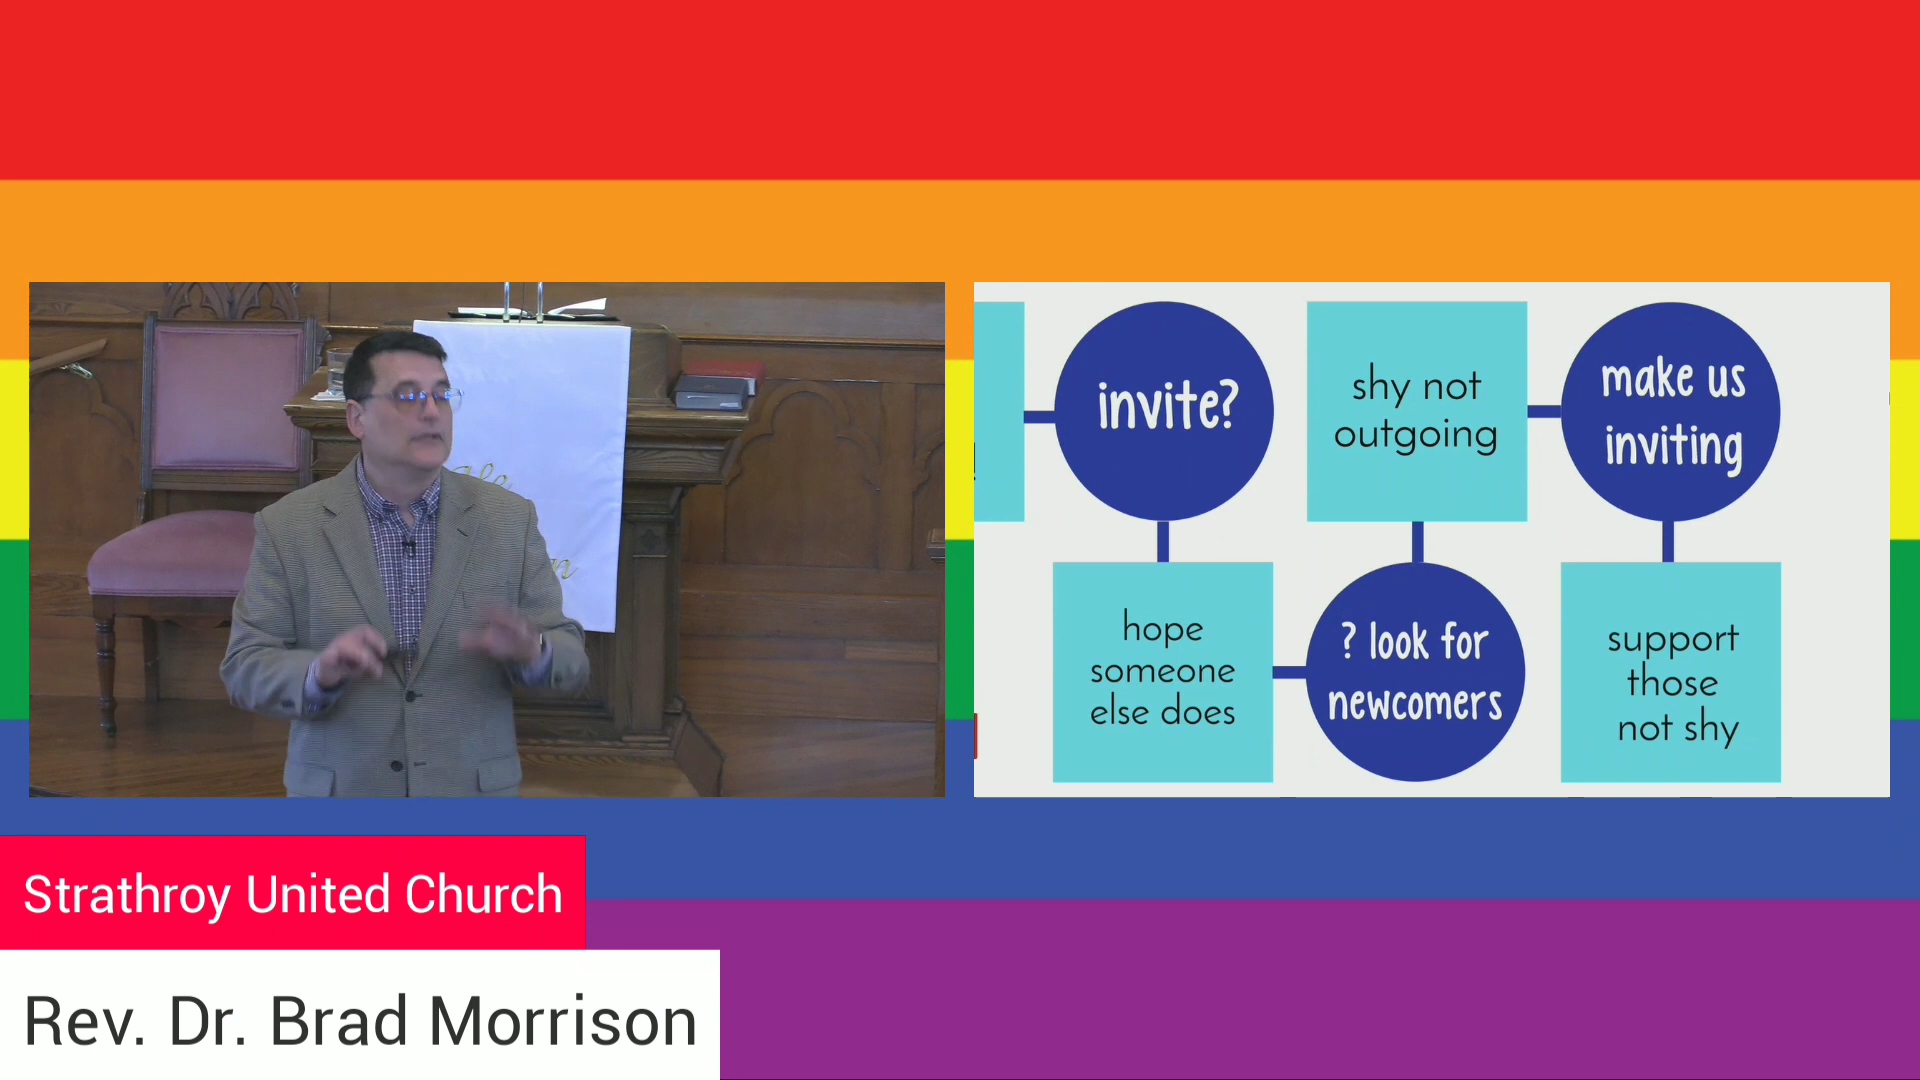 invite?
shy not
outgoing
make us
inviting
hope
someone
else does
? look for
newcomers
support
those
not shy
Strathroy United Church
Rev. Dr. Brad Morrison